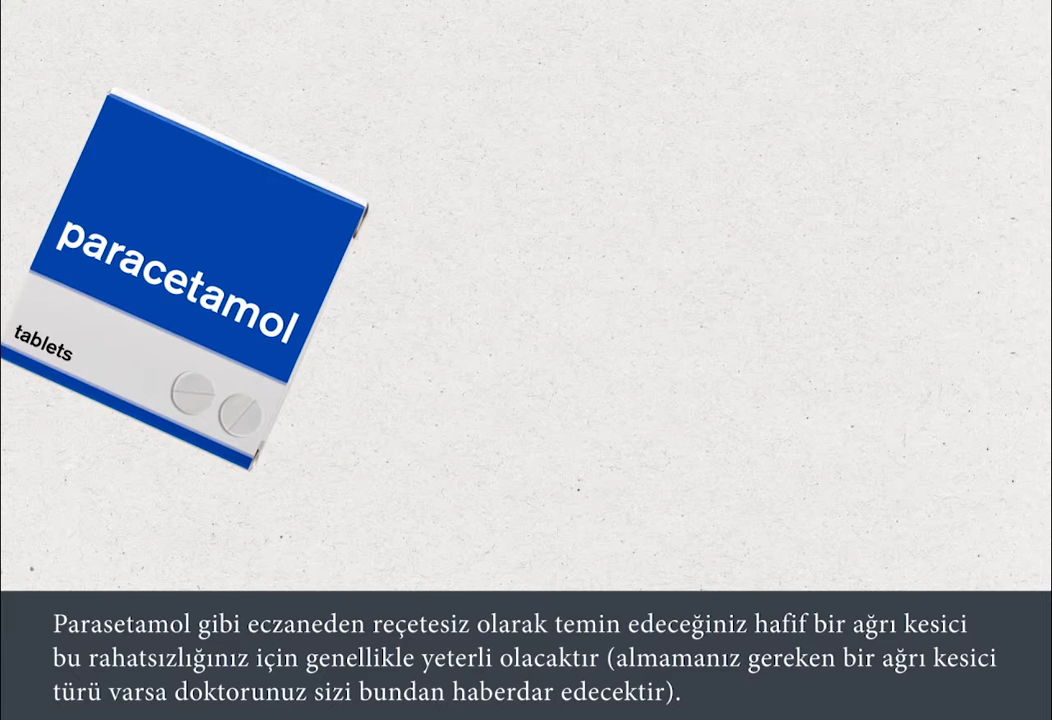 paracetamol
tablets
Parasetamol gibi eczaneden reçetesiz olarak temin edeceğiniz hafif bir ağrı kesici
bu rahatsızlığınız için genellikle yeterli olacaktır (almamanız gereken bir ağrı kesici
türü varsa doktorunuz sizi bundan haberdar edecektir).